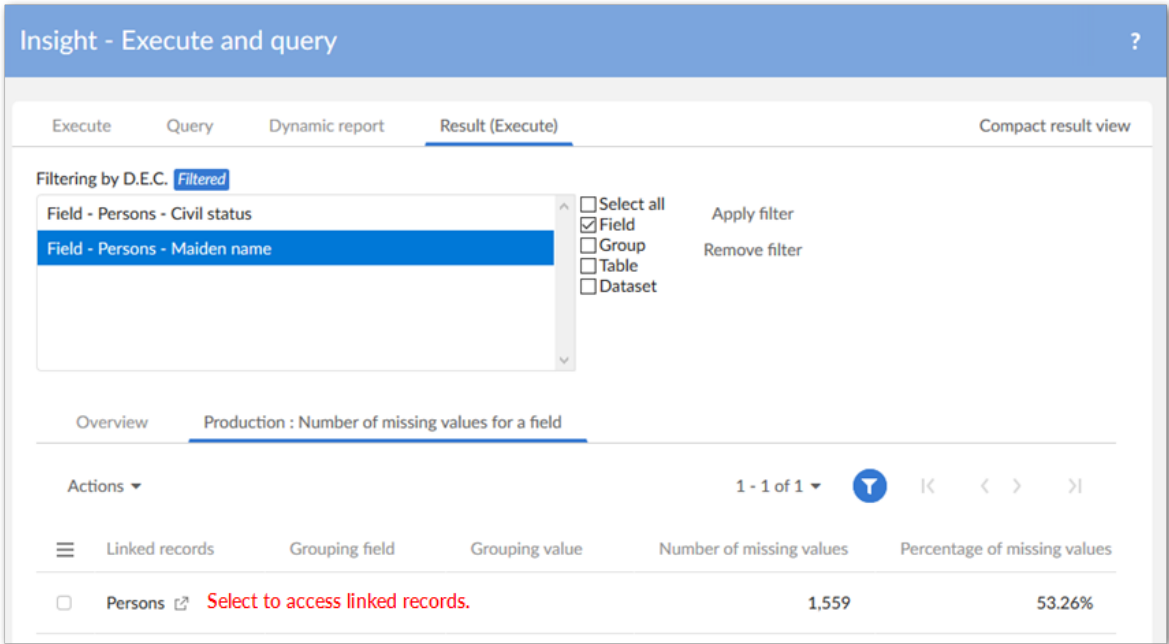 Insight - Execute and query ?
Execute Query Dynamic report Result (Execute) Compact result view
Filtering by D.E.C. Filtered
Field - Persons - Civil status
Field - Persons - Maiden name
Select all
Field
Group
Table
Dataset
Apply filter
Remove filter
Overview Production : Number of missing values for a field
Actions 1 - 1 of 1
Linked records Grouping field Grouping value Number of missing values Percentage of missing values
Persons Select to access linked records. 1,559 53.26%